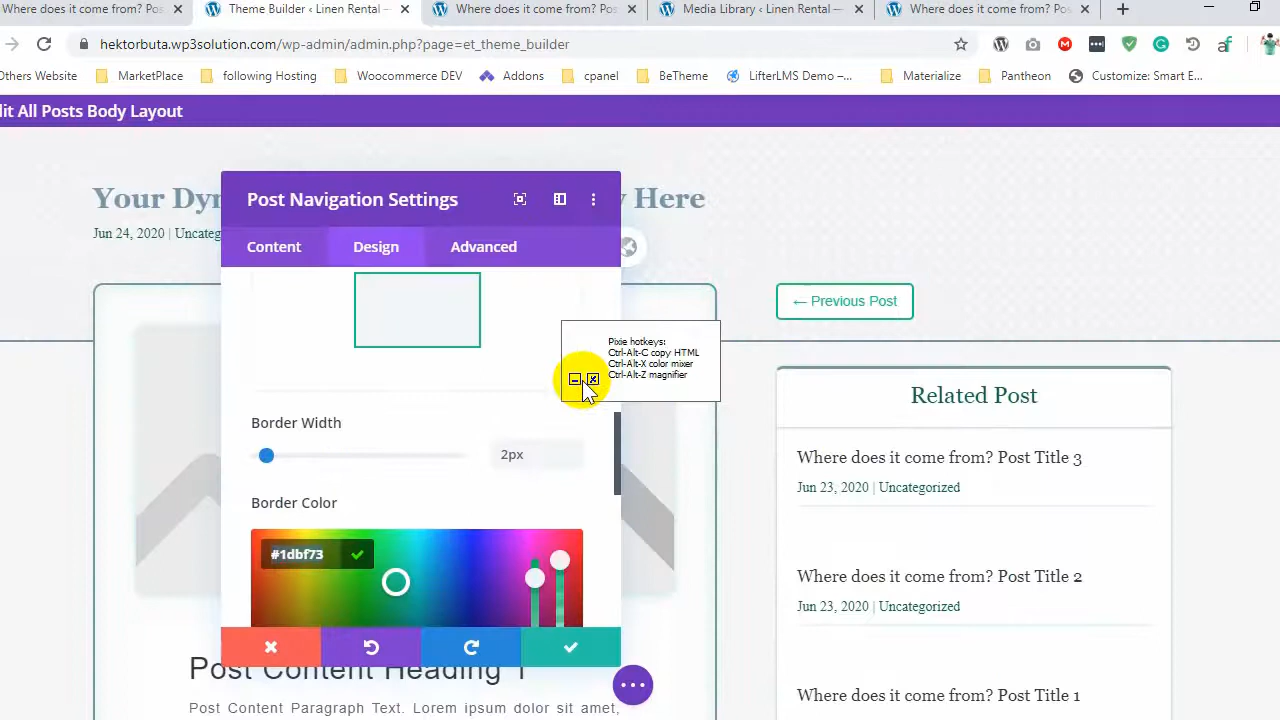 Where does it come from? Pos ×
Theme Builder ‹ Linen Rental – ×
Where does it come from? Pos ×
Media Library ‹ Linen Rental – ×
Where does it come from? Pos ×
hektorbuta.wp3solution.com/wp-admin/admin.php?page=et_theme_builder
Others Website
MarketPlace
following Hosting
Woocommerce DEV
Addons
cpanel
BeTheme
LifterLMS Demo –...
Materialize
Pantheon
Customize: Smart E...
dit All Posts Body Layout
Your Dyn
y Here
Jun 24, 2020 | Uncateg
Post Navigation Settings
Content
Design
Advanced
← Previous Post
Pixie hotkeys:
Ctrl-Alt-C copy HTML
Ctrl-Alt-X color mixer
Ctrl-Alt-Z magnifier
Border Width
2px
Border Color
#1dbf73
Related Post
Where does it come from? Post Title 3
Jun 23, 2020 | Uncategorized
Where does it come from? Post Title 2
Jun 23, 2020 | Uncategorized
Where does it come from? Post Title 1
Post Content Heading 1
Post Content Paragraph Text. Lorem ipsum dolor sit amet,